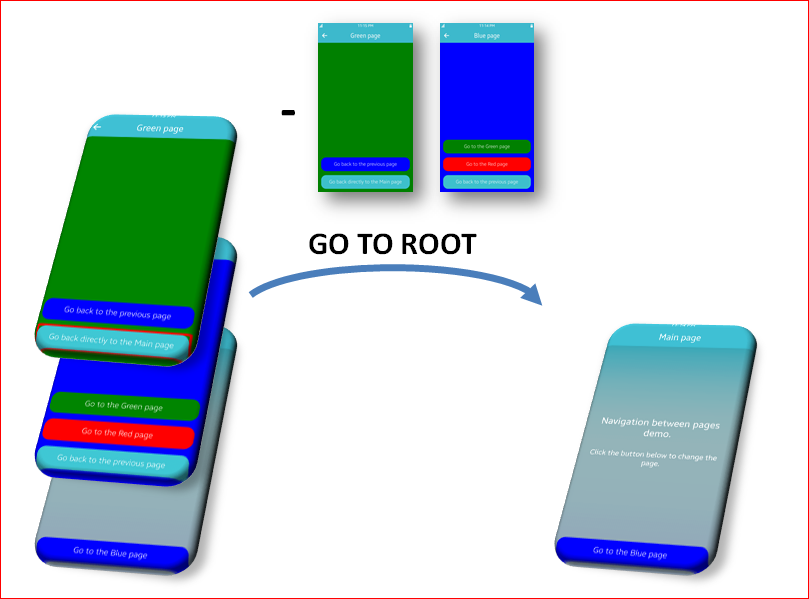 Green page
Go back to the previous page
Go back directly to the Main page
Blue page
Go to the Green page
Go to the Red page
Go back to the previous page
-
GO TO ROOT
Green page
Go back to the previous page
Go back directly to the Main page
Go to the Green page
Go to the Red page
Go back to the previous page
Go to the Blue page
Main page
Navigation between pages
demo.
Click the button below to change the
page.
Go to the Blue page